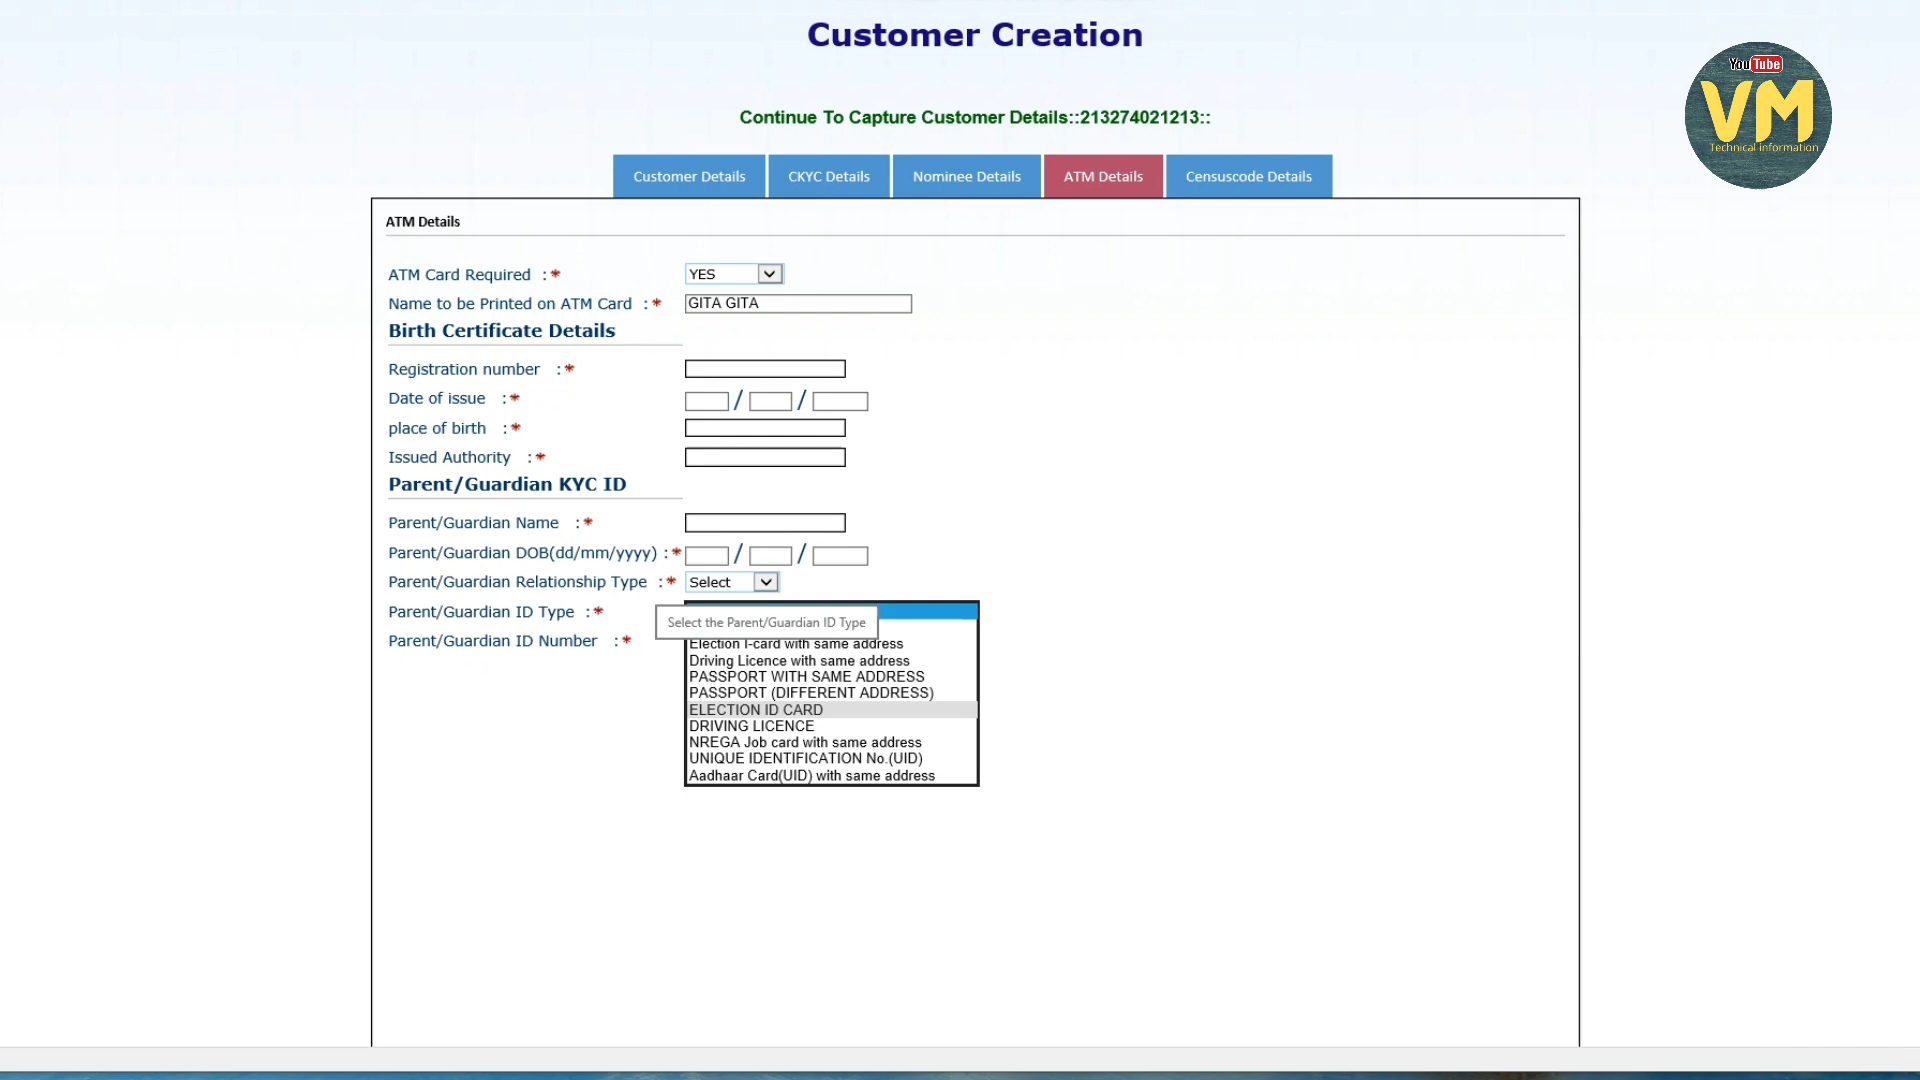 Customer Creation
YouTube
VM
Technical information
Continue To Capture Customer Details::213274021213::
Customer Details
CKYC Details
Nominee Details
ATM Details
Censuscode Details
ATM Details
ATM Card Required :* YES
Name to be Printed on ATM Card :* GITA GITA
Birth Certificate Details
Registration number :*
Date of issue :* / /
place of birth :*
Issued Authority :*
Parent/Guardian KYC ID
Parent/Guardian Name :*
Parent/Guardian DOB(dd/mm/yyyy) :* / /
Parent/Guardian Relationship Type :* Select
Parent/Guardian ID Type :*
Select the Parent/Guardian ID Type
Parent/Guardian ID Number :*
Election I-card with same address
Driving Licence with same address
PASSPORT WITH SAME ADDRESS
PASSPORT (DIFFERENT ADDRESS)
ELECTION ID CARD
DRIVING LICENCE
NREGA Job card with same address
UNIQUE IDENTIFICATION No.(UID)
Aadhaar Card(UID) with same address